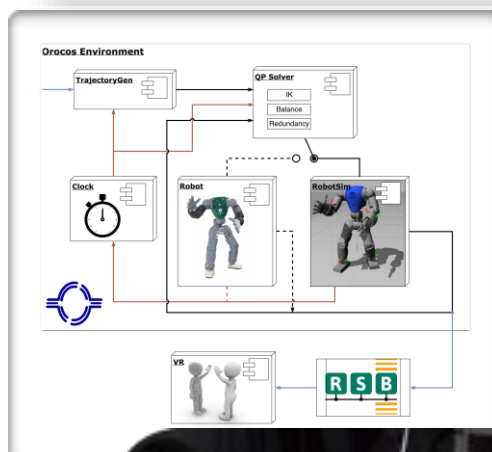 Orocos Environment
TrajectoryGen
QP Solver
IK
Balance
Redundancy
Clock
Robot
RobotSim
VR
R S B